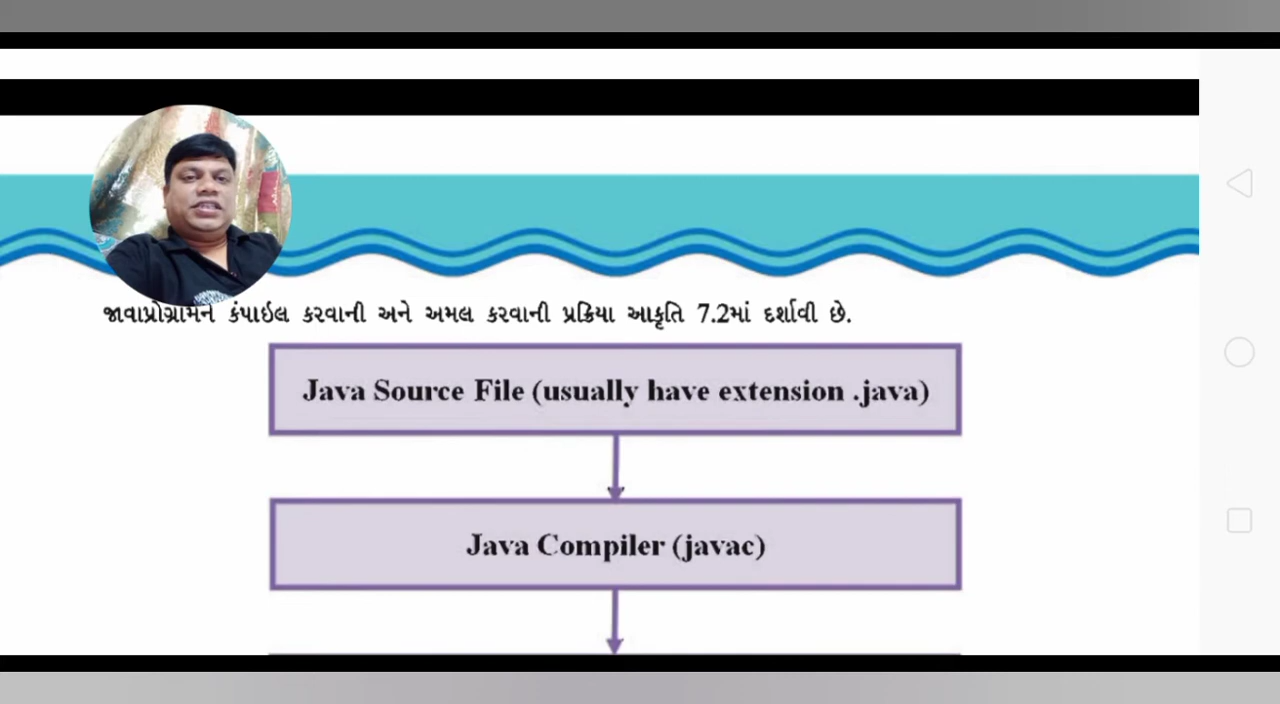 જાવાપ્રોગ્રામને કંપાઇલ કરવાની અને અમલ કરવાની પ્રક્રિયા આકૃતિ 7.2માં દર્શાવી છે.
Java Source File (usually have extension .java)
Java Compiler (javac)